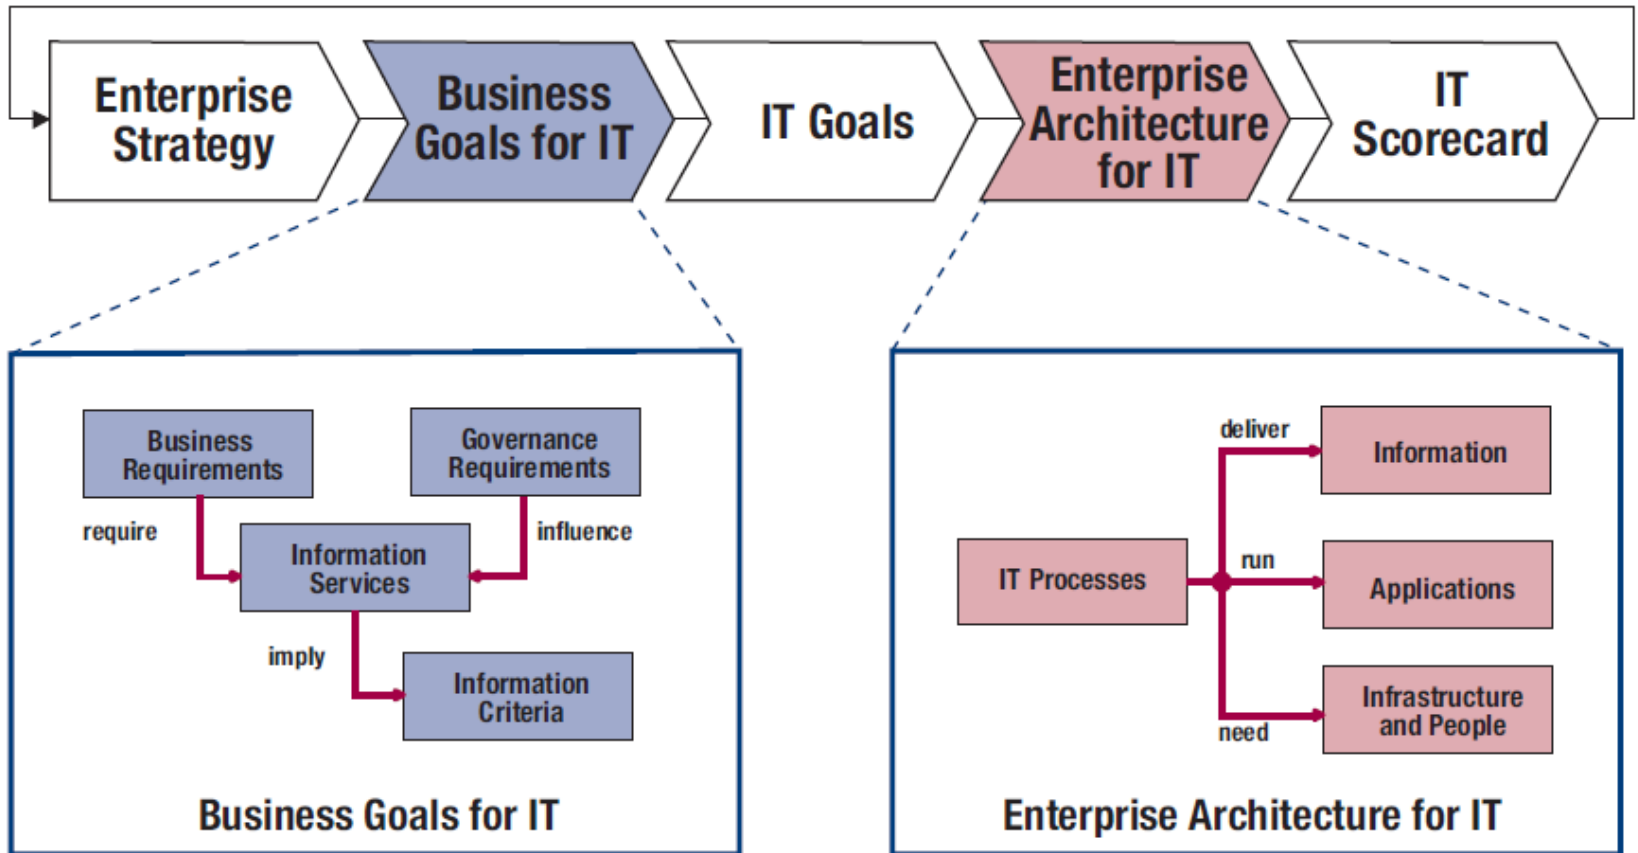 Enterprise
Strategy
Business
Goals for IT
IT Goals
Enterprise
Architecture
for IT
IT
Scorecard
Business
Requirements
Governance
Requirements
require
influence
Information
Services
imply
Information
Criteria
Business Goals for IT
deliver
Information
IT Processes
run
Applications
need
Infrastructure
and People
Enterprise Architecture for IT